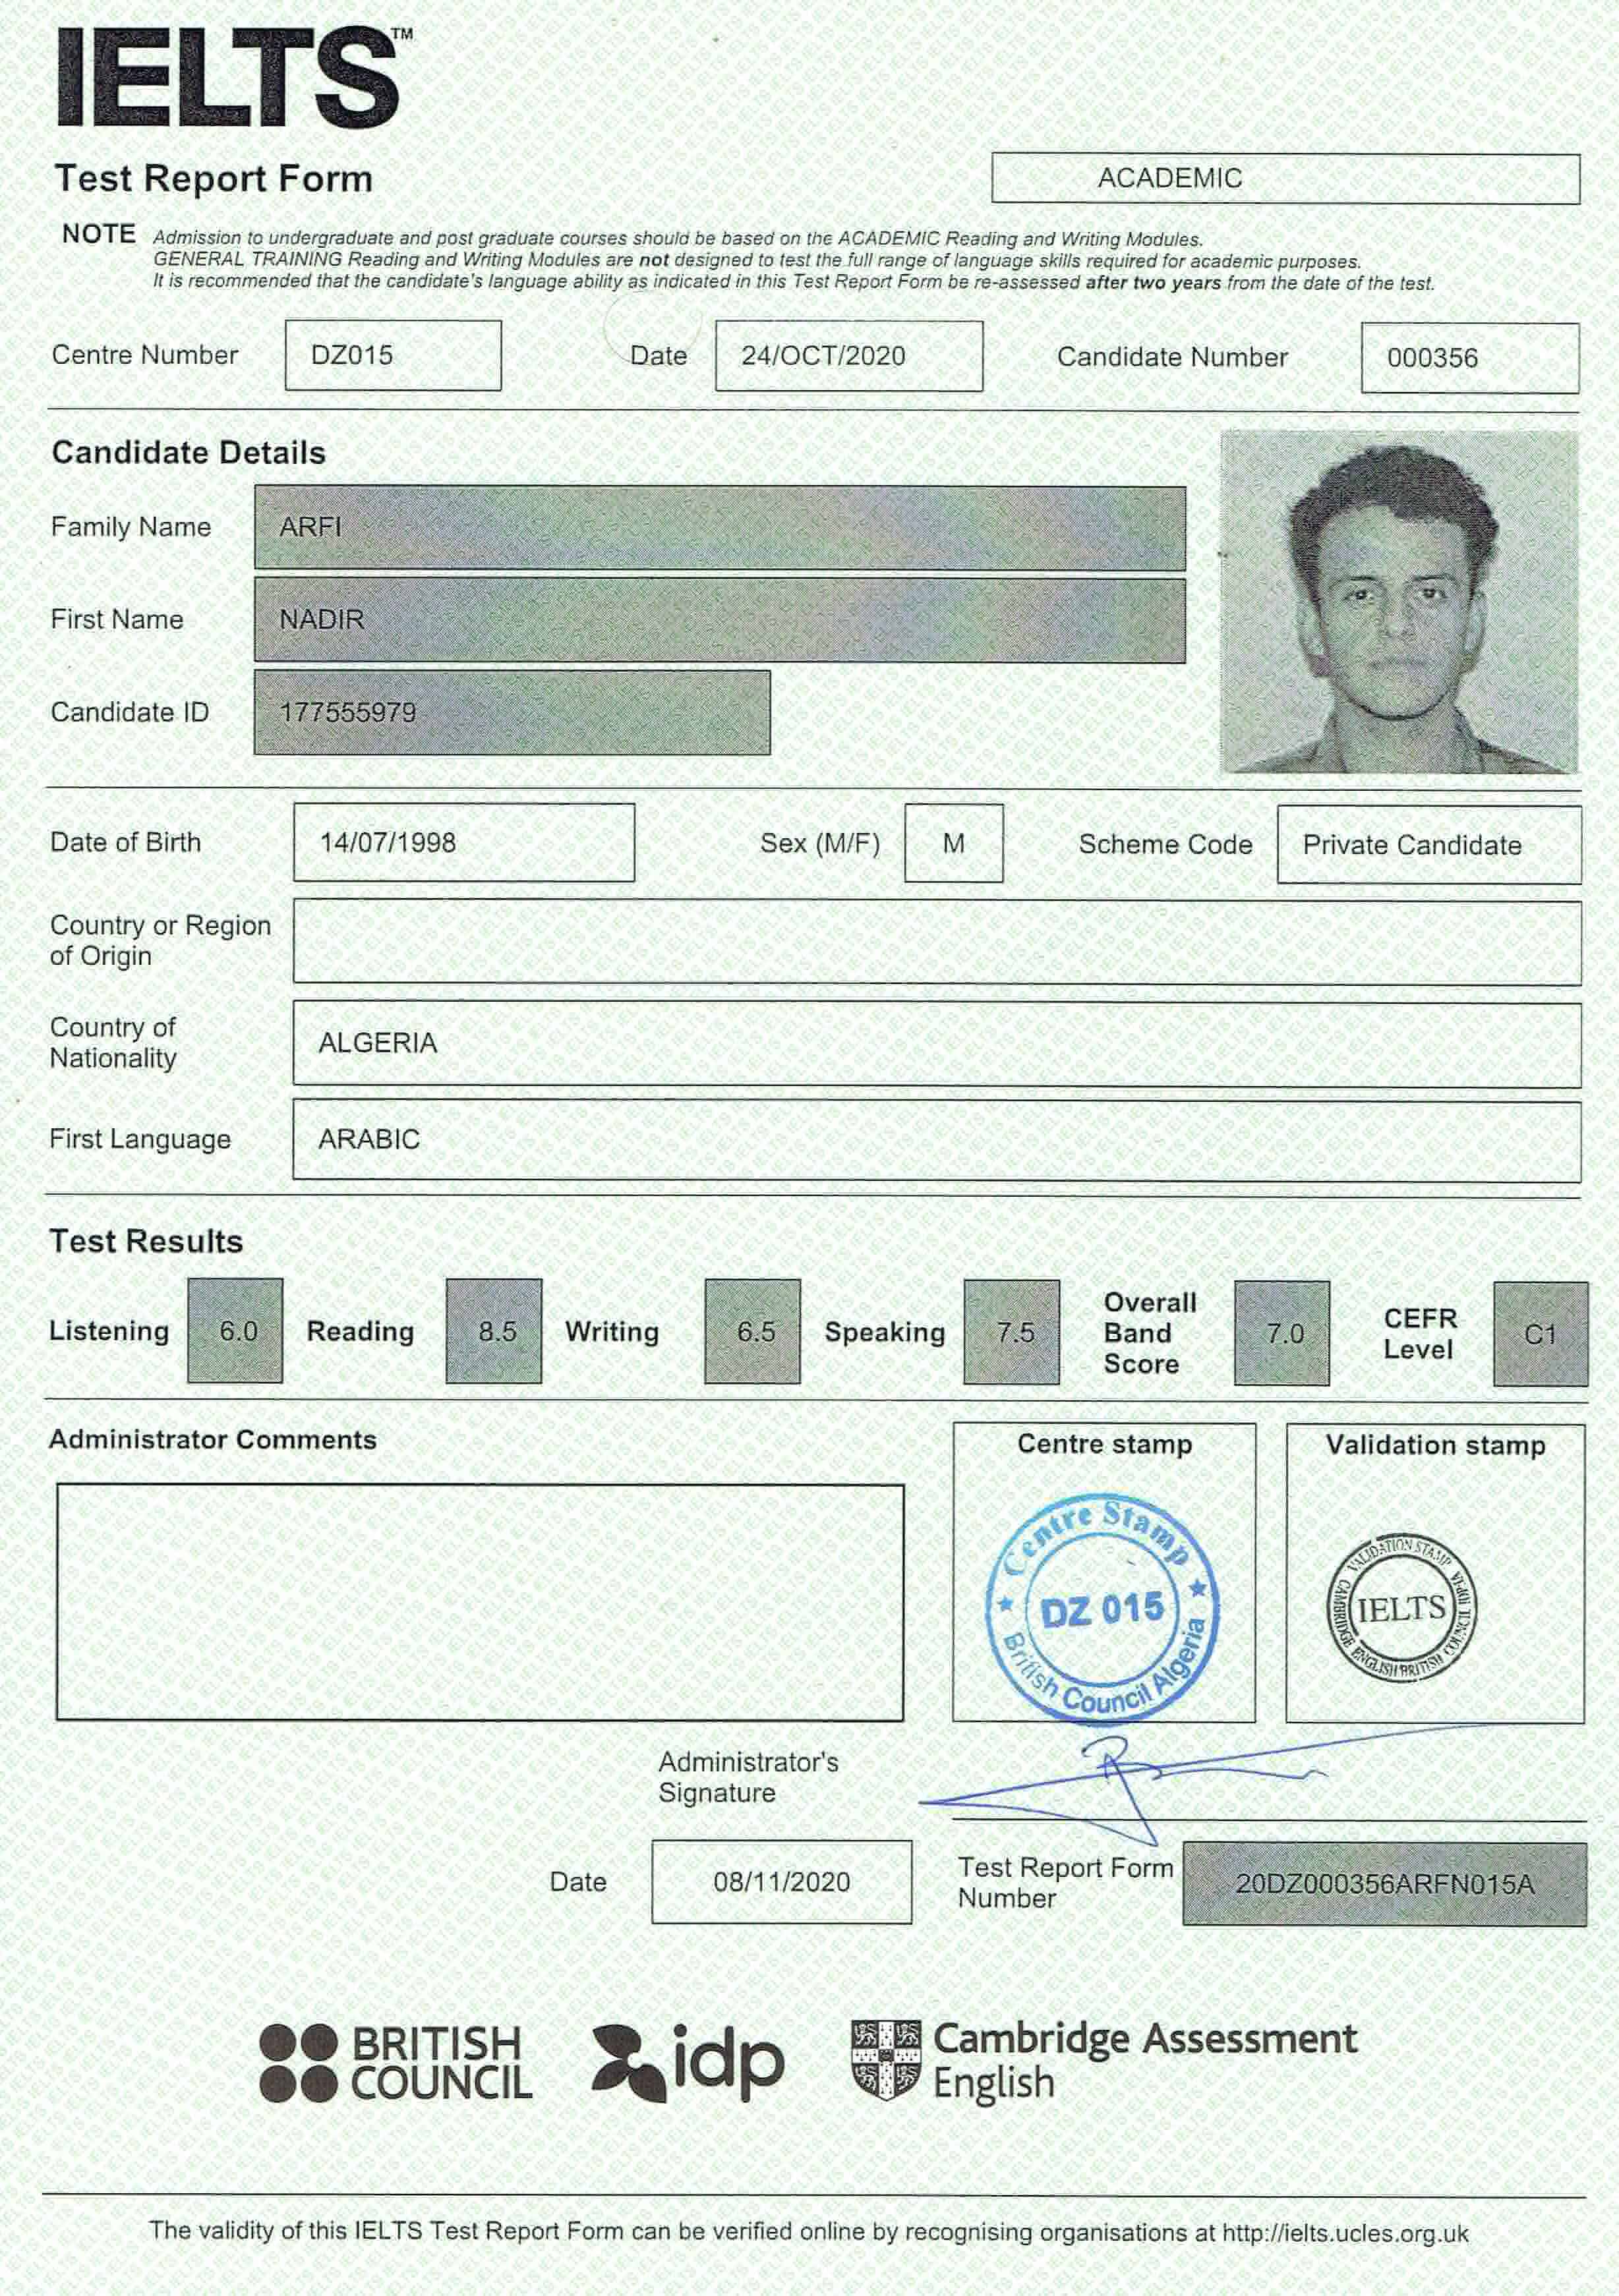 IELTS™
Test Report Form
ACADEMIC
NOTE Admission to undergraduate and post graduate courses should be based on the ACADEMIC Reading and Writing Modules.
GENERAL TRAINING Reading and Writing Modules are not designed to test the full range of language skills required for academic purposes.
It is recommended that the candidate's language ability as indicated in this Test Report Form be re-assessed after two years from the date of the test.
Centre Number DZ015 Date 24/OCT/2020 Candidate Number 000356
Candidate Details
Family Name ARFI
First Name NADIR
Candidate ID 177555979
Date of Birth 14/07/1998 Sex (M/F) M Scheme Code Private Candidate
Country or Region
of Origin
Country of
Nationality
ALGERIA
First Language ARABIC
Test Results
Listening 6.0 Reading 8.5 Writing 6.5 Speaking 7.5
Overall
Band
Score
7.0
CEFR
Level
C1
Administrator Comments
Centre stamp
Centre Stamp
DZ 015
British Council Algeria
Validation stamp
VALIDATION STAMP
IELTS
CAMBRIDGE ENGLISH BRITISH COUNCIL IDP:IA
Administrator's
Signature
Date 08/11/2020
Test Report Form
Number
20DZ000356ARFN015A
BRITISH
COUNCIL
idp
Cambridge Assessment
English
The validity of this IELTS Test Report Form can be verified online by recognising organisations at http://ielts.ucles.org.uk